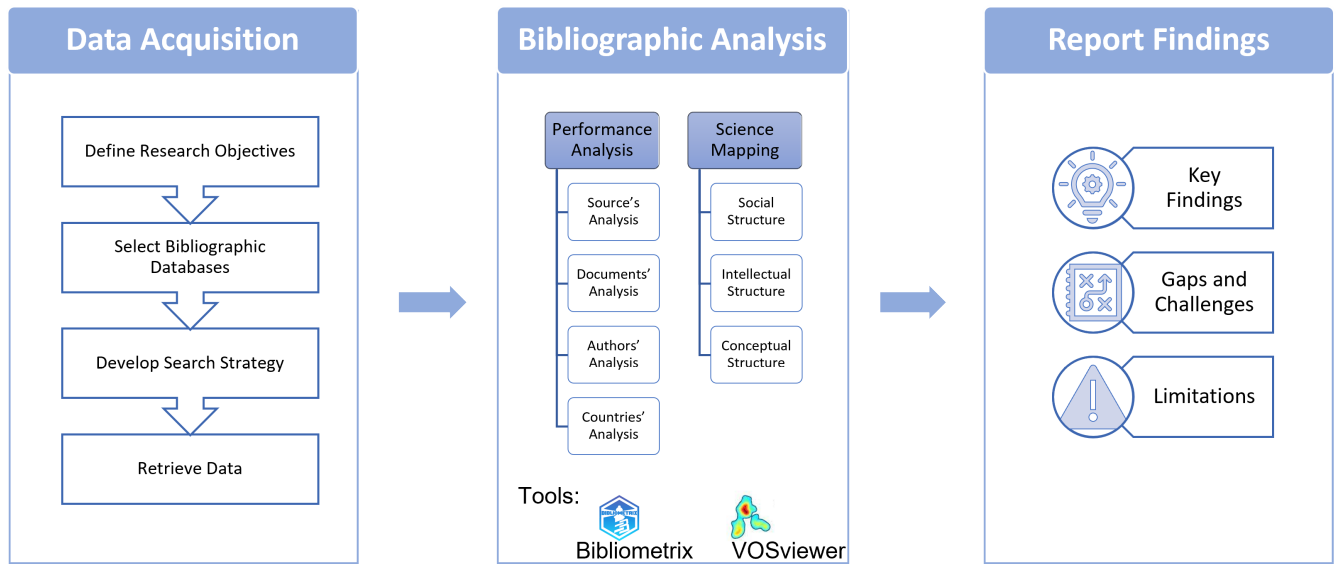 Data Acquisition
Define Research Objectives
Select Bibliographic
Databases
Develop Search Strategy
Retrieve Data
Bibliographic Analysis
Performance
Analysis
Source's
Analysis
Documents'
Analysis
Authors'
Analysis
Countries'
Analysis
Science
Mapping
Social
Structure
Intellectual
Structure
Conceptual
Structure
Tools:
BIBLIOMETRIX
Bibliometrix
VOSviewer
Report Findings
Key
Findings
Gaps and
Challenges
Limitations